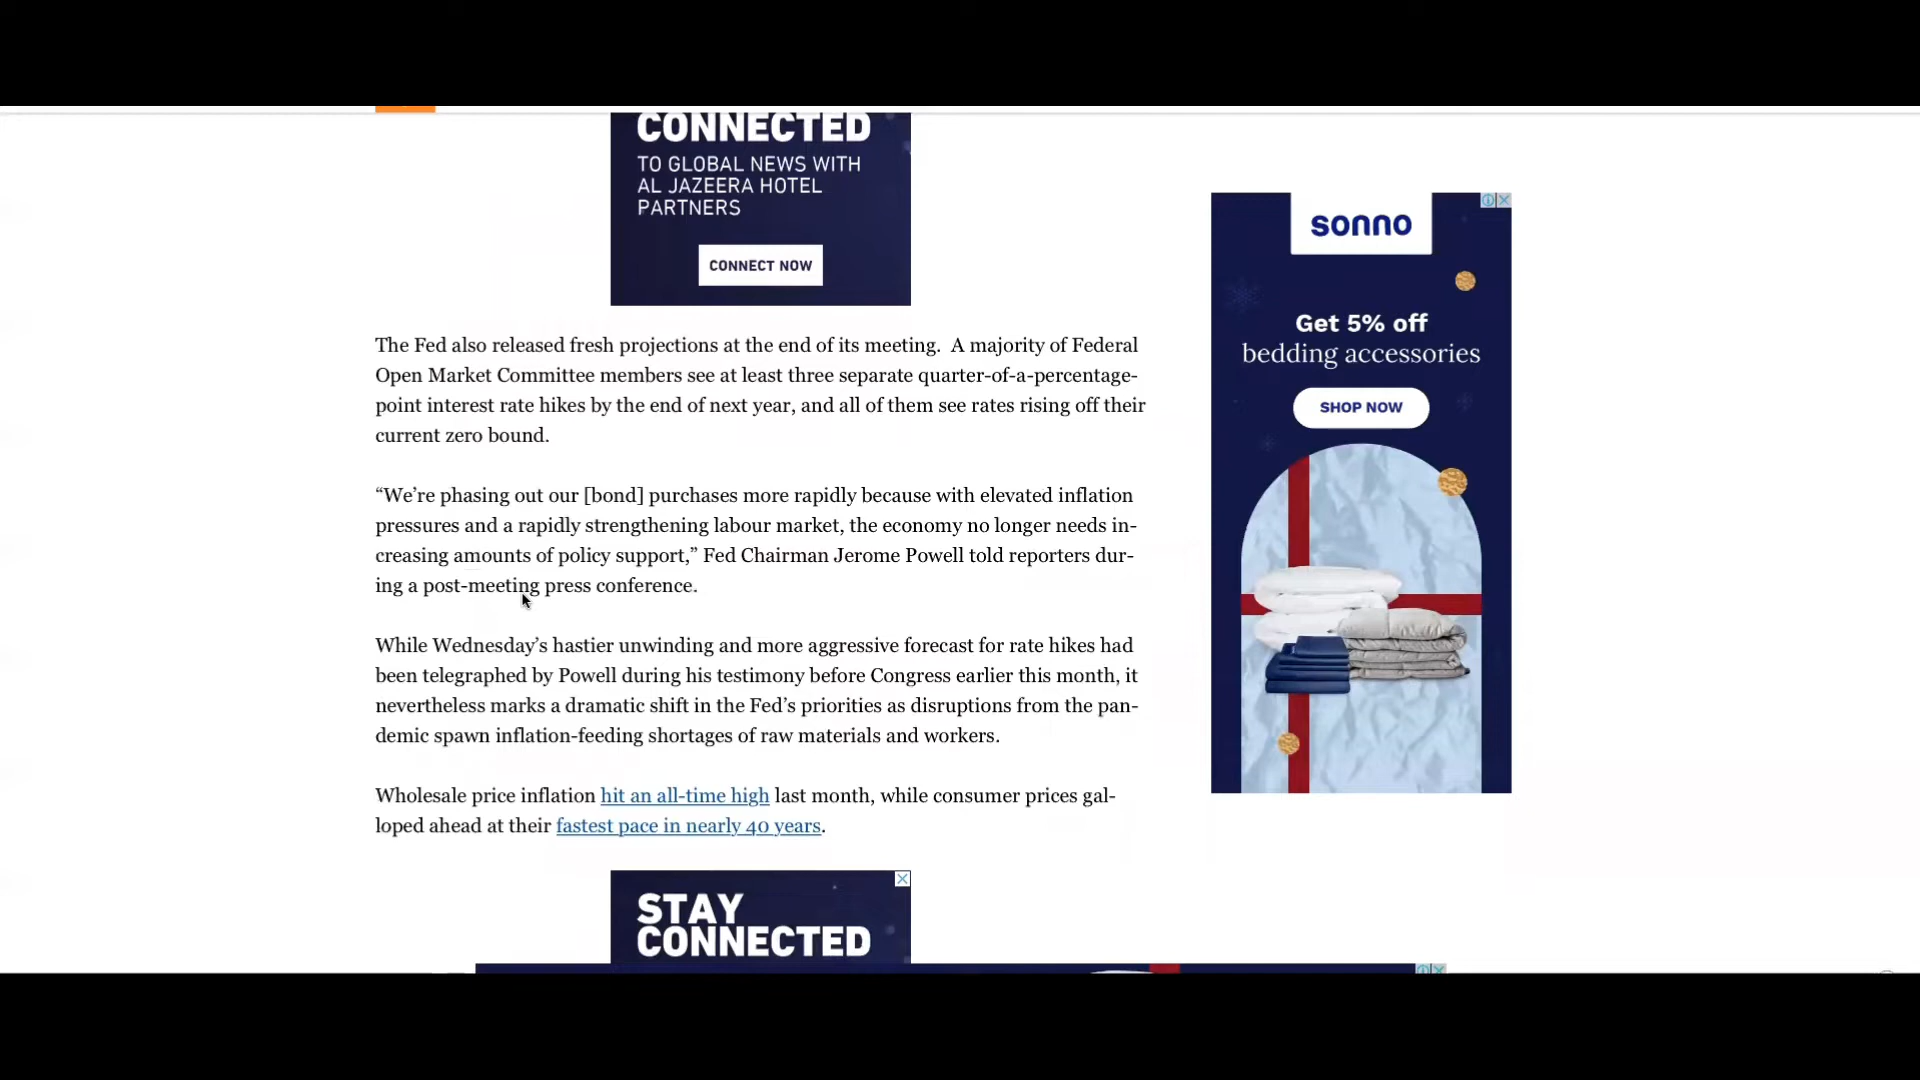 CONNECTED
TO GLOBAL NEWS WITH
AL JAZEERA HOTEL
PARTNERS
CONNECT NOW
The Fed also released fresh projections at the end of its meeting.  A majority of Federal
Open Market Committee members see at least three separate quarter-of-a-percentage-
point interest rate hikes by the end of next year, and all of them see rates rising off their
current zero bound.
“We’re phasing out our [bond] purchases more rapidly because with elevated inflation
pressures and a rapidly strengthening labour market, the economy no longer needs in-
creasing amounts of policy support,” Fed Chairman Jerome Powell told reporters dur-
ing a post-meeting press conference.
While Wednesday’s hastier unwinding and more aggressive forecast for rate hikes had
been telegraphed by Powell during his testimony before Congress earlier this month, it
nevertheless marks a dramatic shift in the Fed’s priorities as disruptions from the pan-
demic spawn inflation-feeding shortages of raw materials and workers.
Wholesale price inflation hit an all-time high last month, while consumer prices gal-
loped ahead at their fastest pace in nearly 40 years.
STAY
CONNECTED
sonno
Get 5% off
bedding accessories
SHOP NOW